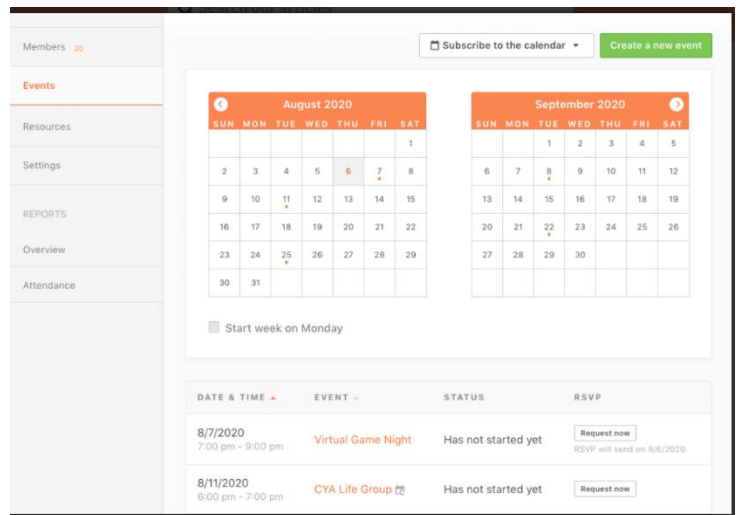 Search our articles
Members 20
Subscribe to the calendar
Create a new event
Events
Resources
Settings
REPORTS
Overview
Attendance
August 2020
SUN MON TUE WED THU FRI SAT
1
2 3 4 5 6 7 8
9 10 11 12 13 14 15
16 17 18 19 20 21 22
23 24 25 26 27 28 29
30 31
September 2020
SUN MON TUE WED THU FRI SAT
1 2 3 4 5
6 7 8 9 10 11 12
13 14 15 16 17 18 19
20 21 22 23 24 25 26
27 28 29 30
Start week on Monday
DATE & TIME EVENT STATUS RSVP
8/7/2020
7:00 pm - 9:00 pm
Virtual Game Night
Has not started yet
Request now
RSVP will send on 8/6/2020.
8/11/2020
6:00 pm - 7:00 pm
CYA Life Group
Has not started yet
Request now